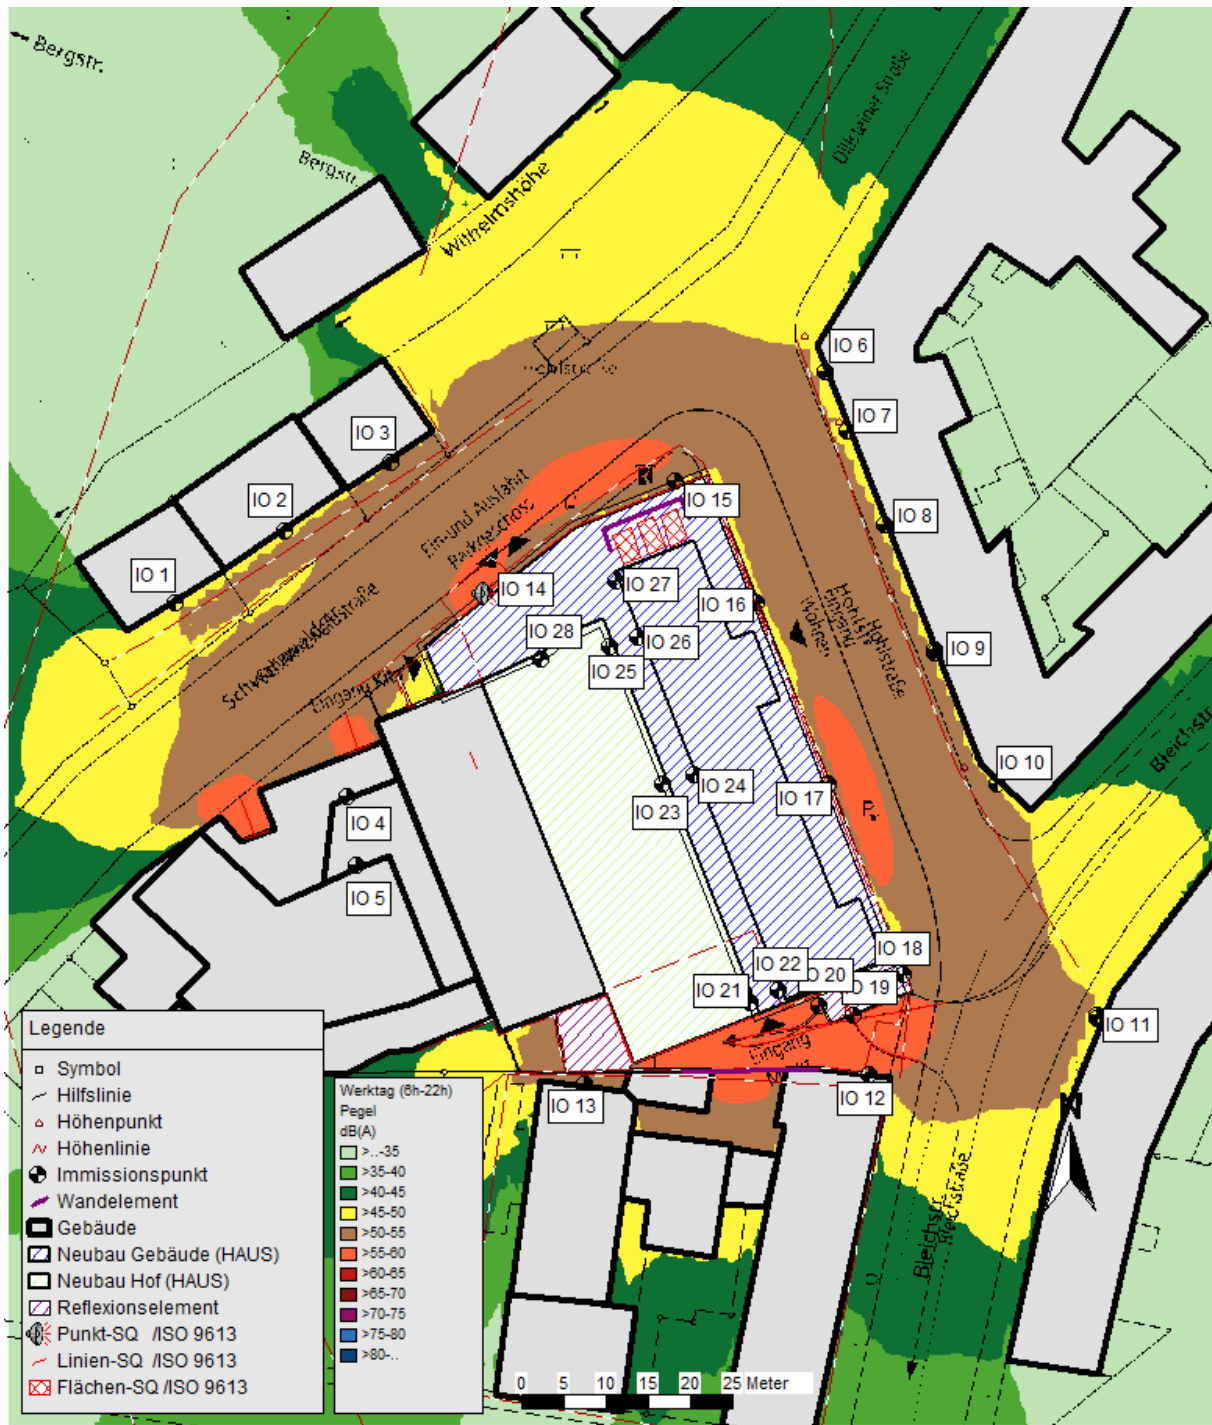 Bergstr.
Bergstr.
Wilhelmshöhe
Dillsteiner Straße
IO 6
IO 7
IO 3
IO 2
IO 1
IO 8
IO 15
Ein-und Ausfahrt
Parkgeschoss
IO 14
IO 27
IO 16
IO 28
IO 26
IO 25
IO 9
Hohlstraße
Eingang
Wohnen
Eingang Kita
IO 10
Bleichstr.
IO 24
IO 23
IO 17
P.
IO 4
IO 5
IO 18
IO 22
IO 20
IO 19
IO 21
IO 11
Eingang
IO 12
IO 13
Bleichstr.
Bleichstraße
N
Legende
Symbol
Hilfslinie
Höhenpunkt
Höhenlinie
Immissionspunkt
Wandelement
Gebäude
Neubau Gebäude (HAUS)
Neubau Hof (HAUS)
Reflexionselement
Punkt-SQ /ISO 9613
Linien-SQ /ISO 9613
Flächen-SQ /ISO 9613
Werktag (6h-22h)
Pegel
dB(A)
>..-35
>35-40
>40-45
>45-50
>50-55
>55-60
>60-65
>65-70
>70-75
>75-80
>80-..
0 5 10 15 20 25 Meter